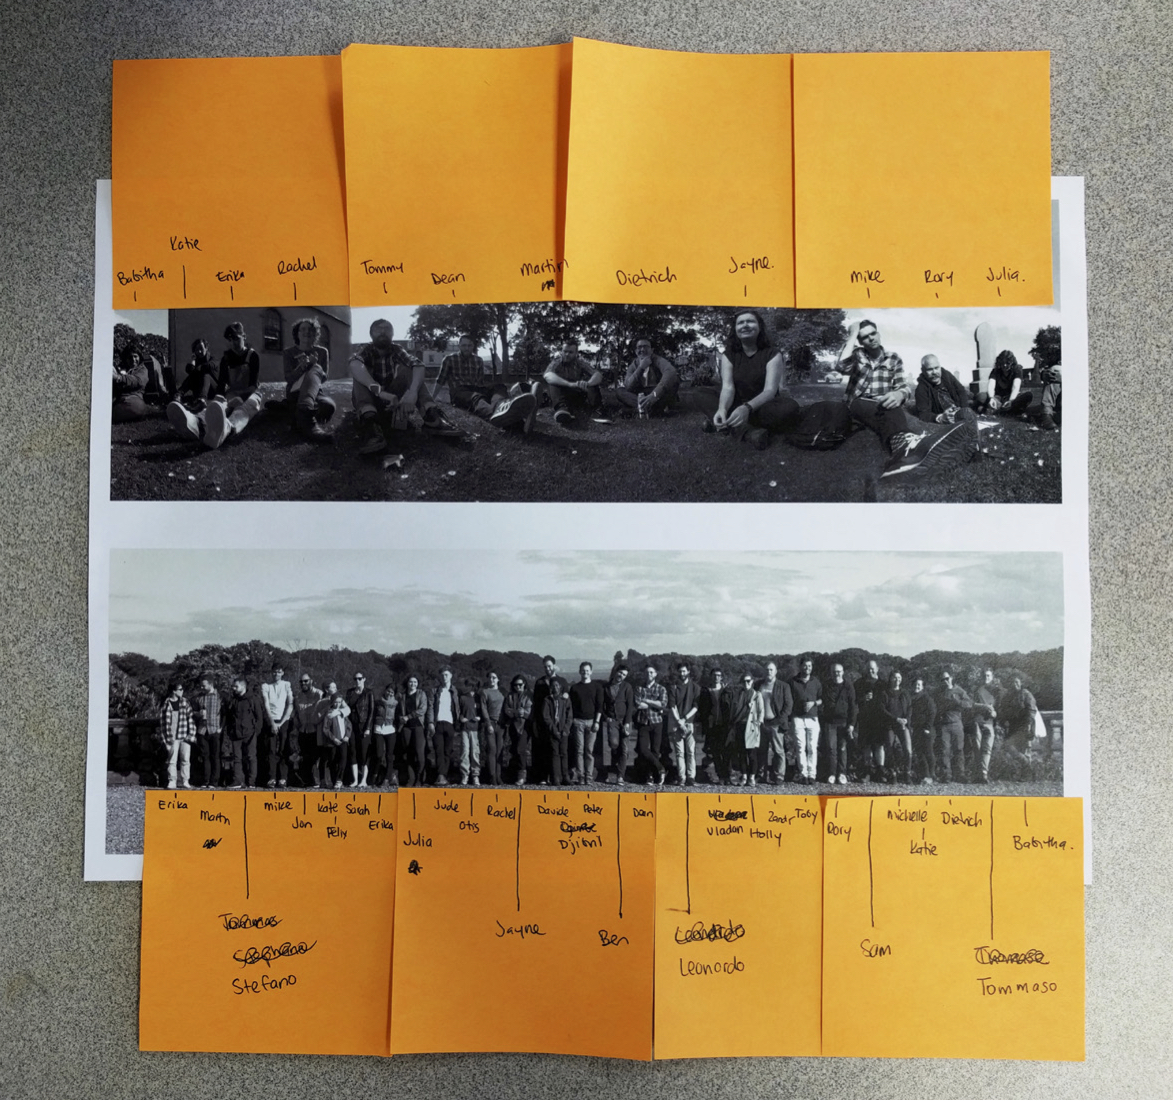 Katie
Babitha Erika Rachel
Tommy Dean Martin
Dietrich Jayne.
Mike Rory Julia.
Erika Martin Mike Jon Kate Felix Sarah Erika
Stefano
Julia Jude Otis Rachel Davide Peter Djibril Dan
Jayne Ben
Vladan Holly Toby
Leonardo
Rory Michelle Katie Dietrich Babitha.
Sam
Tommaso